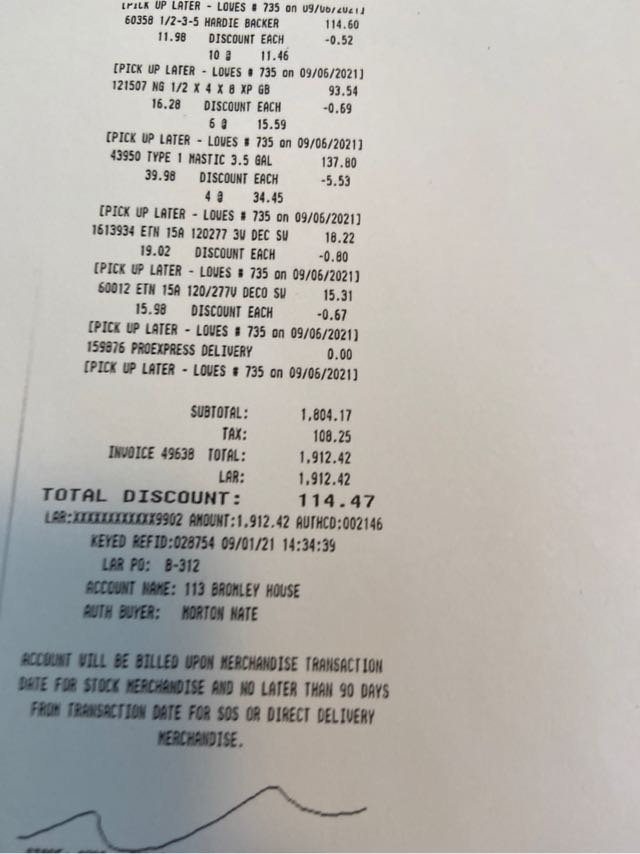 [PICK UP LATER - LOWES # 735 on 09/06/2021]
60358 1/2-3-5 HARDIE BACKER 114.60
11.98 DISCOUNT EACH -0.52
10 @ 11.46
[PICK UP LATER - LOWES # 735 on 09/06/2021]
121507 NG 1/2 X 4 X 8 XP GB 93.54
16.28 DISCOUNT EACH -0.69
6 @ 15.59
[PICK UP LATER - LOWES # 735 on 09/06/2021]
43950 TYPE 1 MASTIC 3.5 GAL 137.80
39.98 DISCOUNT EACH -5.53
4 @ 34.45
[PICK UP LATER - LOWES # 735 on 09/06/2021]
1613934 ETN 15A 120277 3W DEC SW 18.22
19.02 DISCOUNT EACH -0.80
[PICK UP LATER - LOWES # 735 on 09/06/2021]
60012 ETN 15A 120/277V DECO SW 15.31
15.98 DISCOUNT EACH -0.67
[PICK UP LATER - LOWES # 735 on 09/06/2021]
159876 PROEXPRESS DELIVERY 0.00
[PICK UP LATER - LOWES # 735 on 09/06/2021]
SUBTOTAL: 1,804.17
TAX: 108.25
INVOICE 49638 TOTAL: 1,912.42
LAR: 1,912.42
TOTAL DISCOUNT: 114.47
LAR:XXXXXXXXXXXX9902 AMOUNT:1,912.42 AUTHCD:002146
KEYED REFID:028754 09/01/21 14:34:39
LAR PO: B-312
ACCOUNT NAME: 113 BROMLEY HOUSE
AUTH BUYER: MORTON NATE
ACCOUNT WILL BE BILLED UPON MERCHANDISE TRANSACTION
DATE FOR STOCK MERCHANDISE AND NO LATER THAN 90 DAYS
FROM TRANSACTION DATE FOR SOS OR DIRECT DELIVERY
MERCHANDISE.